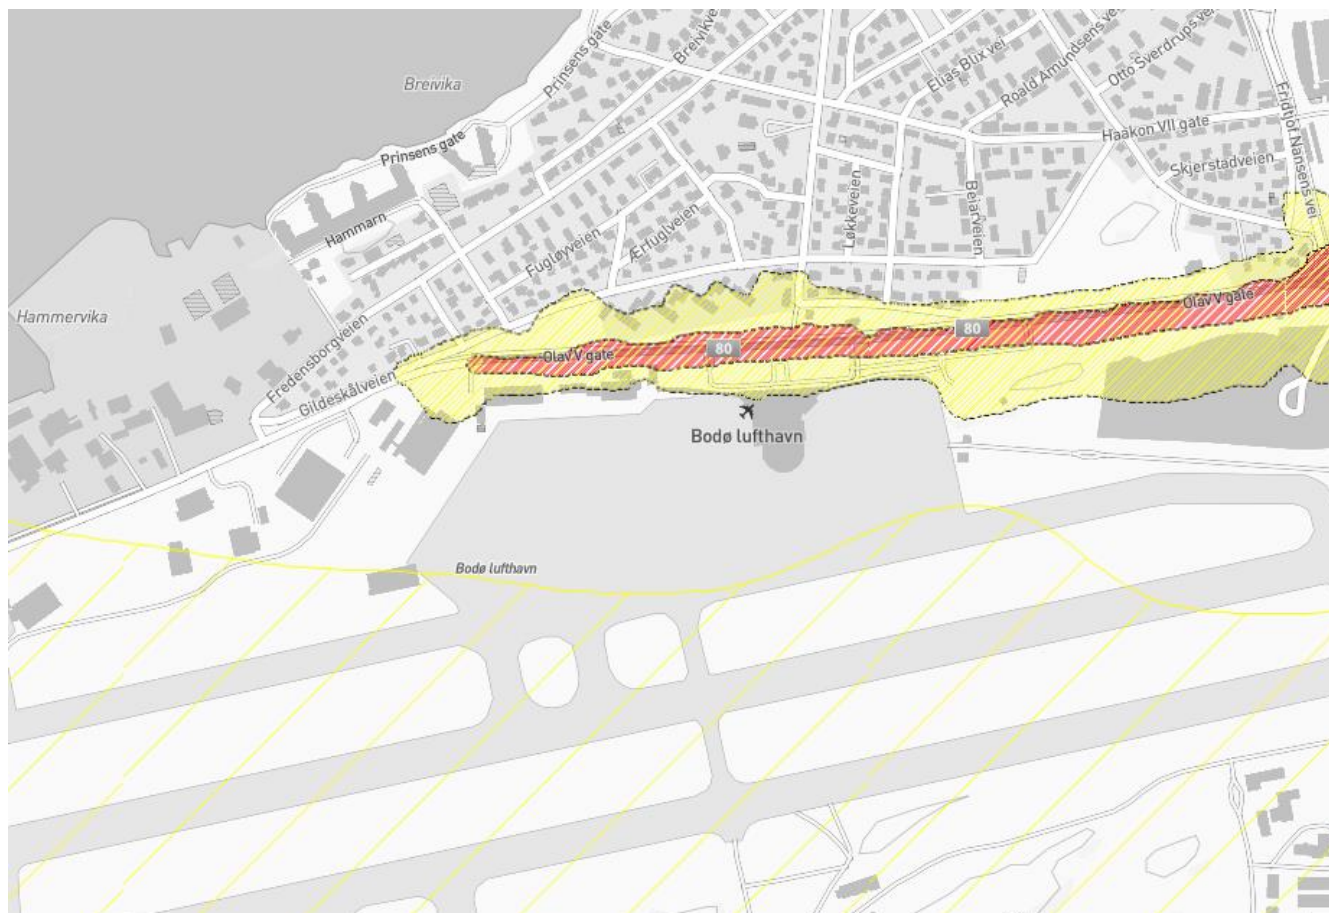 Breivika
Prinsens gate
Breivikve
Elias Blix vei
Roald Amundsens vei
Otto Sverdrups vei
Fridtjof Nansens vei
Haakon VII gate
Prinsens gate
Skjerstadveien
Løkkeveien
Beiarveien
Hammarn
Fugløyveien
Ærfuglveien
Hammervika
Fredensborgveien
Gildeskålveien
Olav V gate
80
80
Olav V gate
Bodø lufthavn
Bodø lufthavn